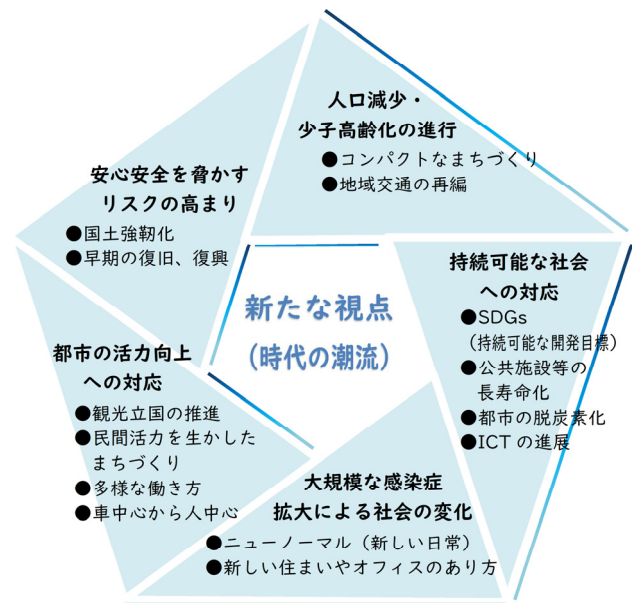 人口減少・
少子高齢化の進行
●コンパクトなまちづくり
●地域交通の再編
安心安全を脅かす
リスクの高まり
●国土強靭化
●早期の復旧、復興
持続可能な社会
への対応
●SDGs
（持続可能な開発目標）
●公共施設等の
長寿命化
●都市の脱炭素化
●ICTの進展
新たな視点
（時代の潮流）
都市の活力向上
への対応
●観光立国の推進
●民間活力を生かした
まちづくり
●多様な働き方
●車中心から人中心
大規模な感染症
拡大による社会の変化
●ニューノーマル（新しい日常）
●新しい住まいやオフィスのあり方